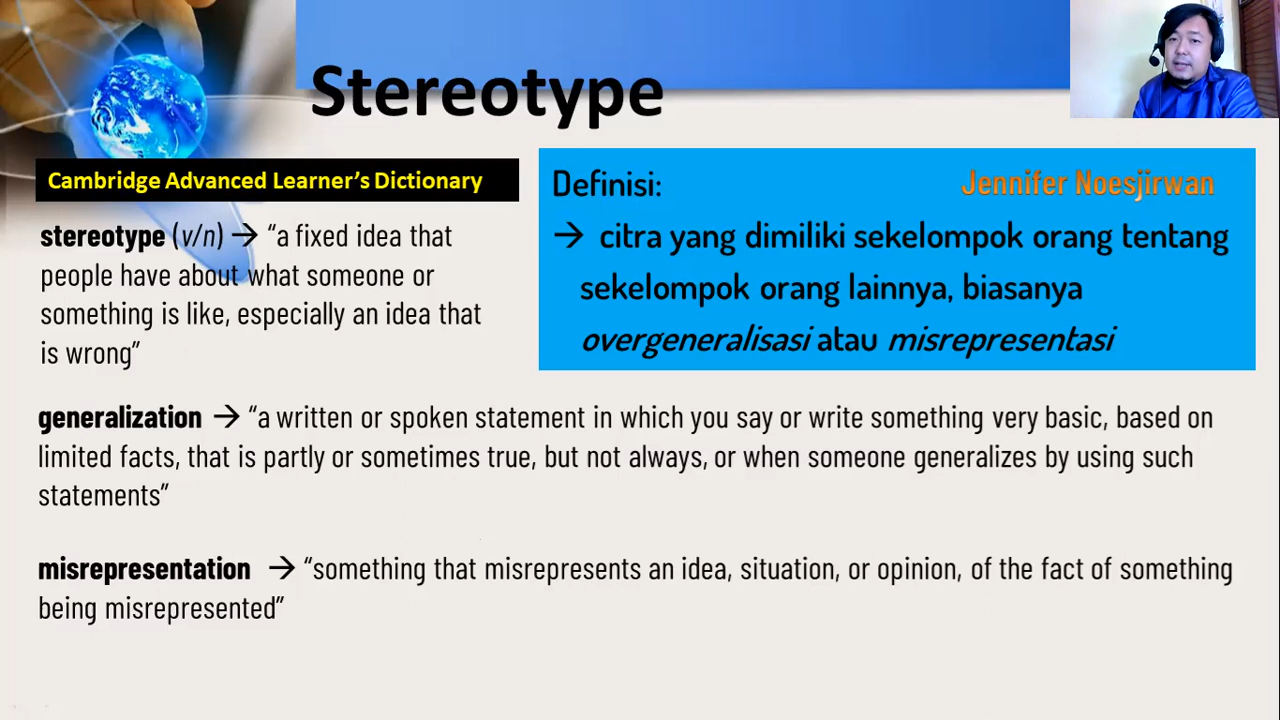 Stereotype
Cambridge Advanced Learner’s Dictionary
stereotype (v/n) → “a fixed idea that
people have about what someone or
something is like, especially an idea that
is wrong”
Definisi:
Jennifer Noesjirwan
→ citra yang dimiliki sekelompok orang tentang
sekelompok orang lainnya, biasanya
overgeneralisasi atau misrepresentasi
generalization → “a written or spoken statement in which you say or write something very basic, based on
limited facts, that is partly or sometimes true, but not always, or when someone generalizes by using such
statements”
misrepresentation → “something that misrepresents an idea, situation, or opinion, of the fact of something
being misrepresented”